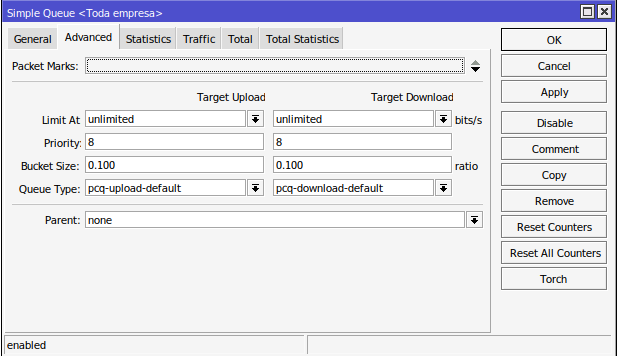 Simple Queue <Toda empresa>
General Advanced Statistics Traffic Total Total Statistics
OK
Packet Marks:
Cancel
Apply
Target Upload Target Download
Limit At unlimited unlimited bits/s
Disable
Priority: 8 8
Comment
Bucket Size: 0.100 0.100 ratio
Copy
Queue Type: pcq-upload-default pcq-download-default
Remove
Parent: none
Reset Counters
Reset All Counters
Torch
enabled